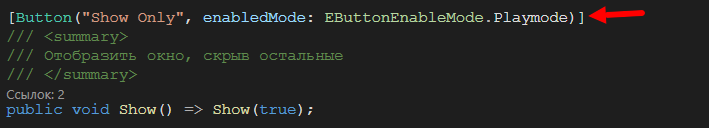 [Button("Show Only", enabledMode: EButtonEnableMode.Playmode)]
/// <summary>
/// Отобразить окно, скрыв остальные
/// </summary>
Ссылок: 2
public void Show() => Show(true);